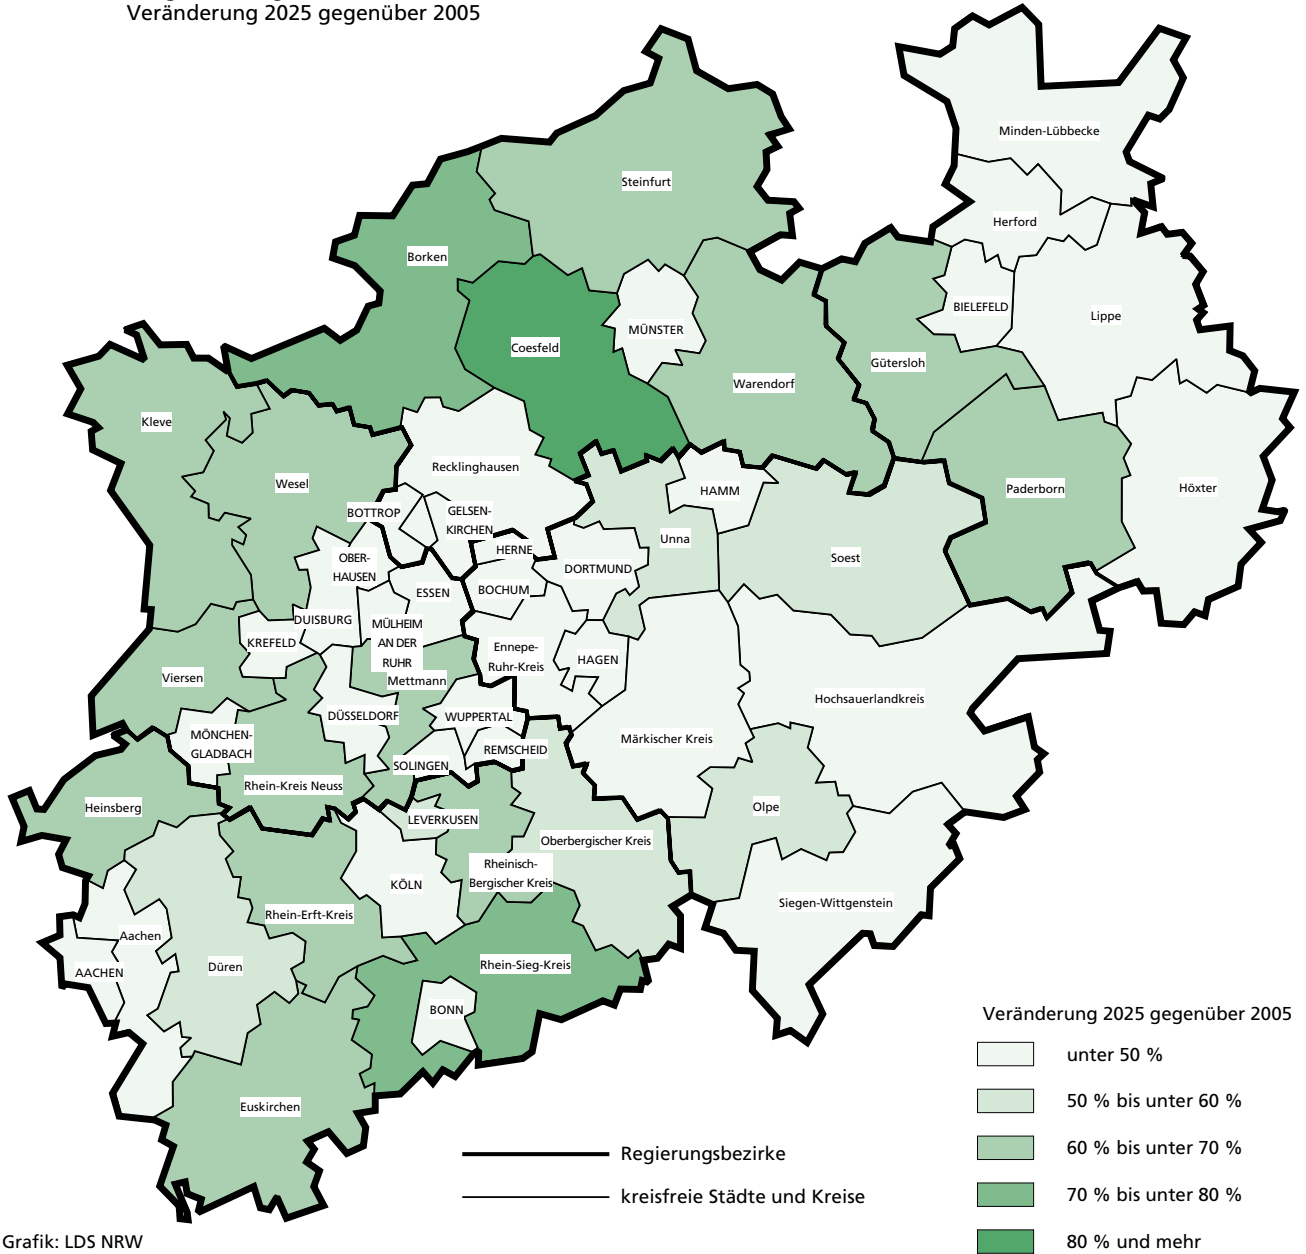 Veränderung 2025 gegenüber 2005
Minden-Lübbecke
Steinfurt
Herford
Borken
BIELEFELD
Lippe
MÜNSTER
Coesfeld
Gütersloh
Warendorf
Kleve
Recklinghausen
Wesel
HAMM
Paderborn
Höxter
BOTTROP
GELSEN-
KIRCHEN
Unna
HERNE
OBER-
HAUSEN
DORTMUND
Soest
ESSEN
BOCHUM
DUISBURG
MÜLHEIM
AN DER
RUHR
KREFELD
Ennepe-
Ruhr-Kreis
HAGEN
Viersen
Mettmann
Hochsauerlandkreis
DÜSSELDORF
WUPPERTAL
MÖNCHEN-
GLADBACH
Märkischer Kreis
REMSCHEID
SOLINGEN
Rhein-Kreis Neuss
Heinsberg
Olpe
LEVERKUSEN
Oberbergischer Kreis
Rheinisch-
Bergischer Kreis
KÖLN
Siegen-Wittgenstein
Rhein-Erft-Kreis
Aachen
AACHEN
Düren
Rhein-Sieg-Kreis
BONN
Euskirchen
Veränderung 2025 gegenüber 2005
unter 50 %
50 % bis unter 60 %
60 % bis unter 70 %
70 % bis unter 80 %
80 % und mehr
Regierungsbezirke
kreisfreie Städte und Kreise
Grafik: LDS NRW